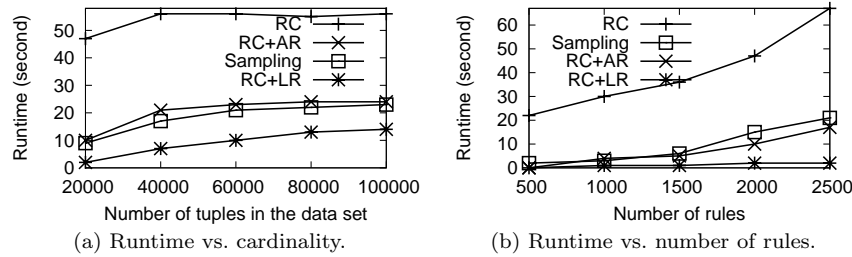 Runtime (second)
50
40
30
20
10
0
RC
RC+AR
Sampling
RC+LR
20000 40000 60000 80000 100000
Number of tuples in the data set
(a) Runtime vs. cardinality.
Runtime (second)
60
50
40
30
20
10
0
RC
Sampling
RC+AR
RC+LR
500 1000 1500 2000 2500
Number of rules
(b) Runtime vs. number of rules.